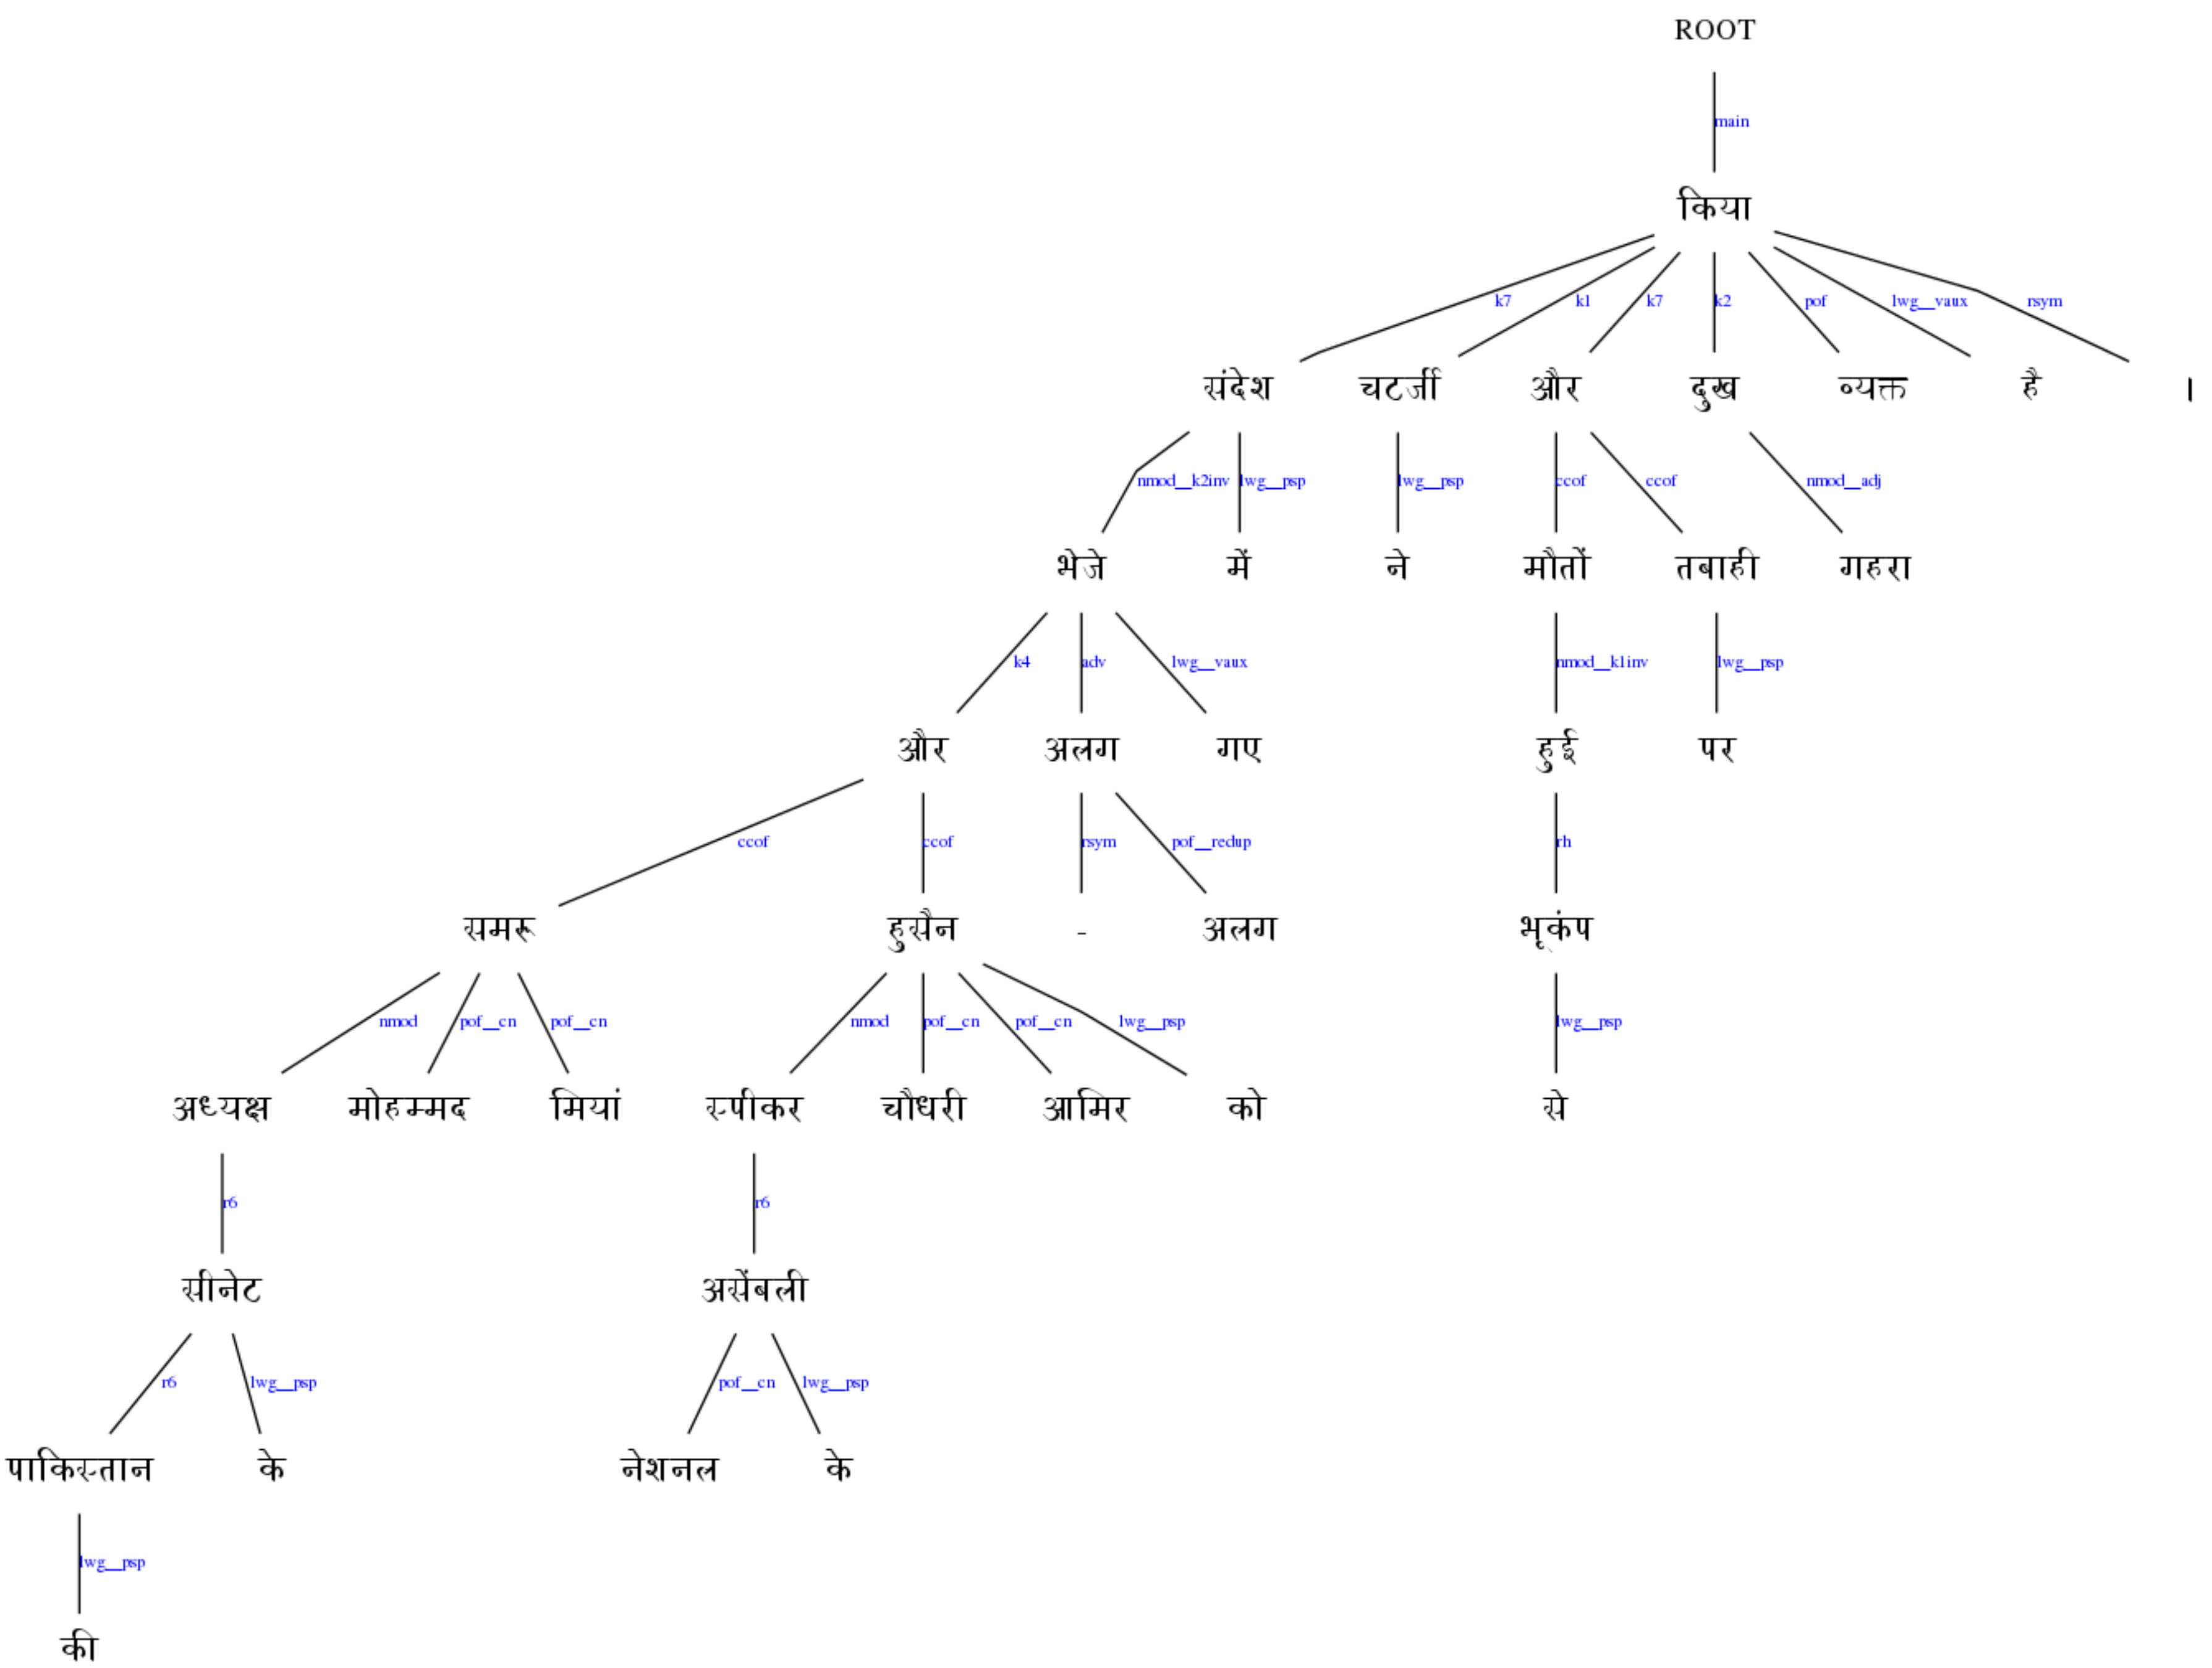 ROOT
main
किया
k7 k1 k7 k2 pof lwg__vaux rsym
संदेश चटर्जी और दुख व्यक्त है ।
nmod__k2inv lwg__psp lwg__psp ccof ccof nmod__adj
भेजे में ने मौतों तबाही गहरा
k4 adv lwg__vaux nmod__k1inv lwg__psp
और अलग गए हुई पर
ccof ccof rsym pof__redup rh
समरू हुसैन - अलग भूकंप
nmod pof__cn pof__cn nmod pof__cn pof__cn lwg__psp lwg__psp
अध्यक्ष मोहम्मद मियां स्पीकर चौधरी आमिर को से
r6 r6
सीनेट असेंबली
r6 lwg__psp pof__cn lwg__psp
पाकिस्तान के नेशनल के
lwg__psp
की